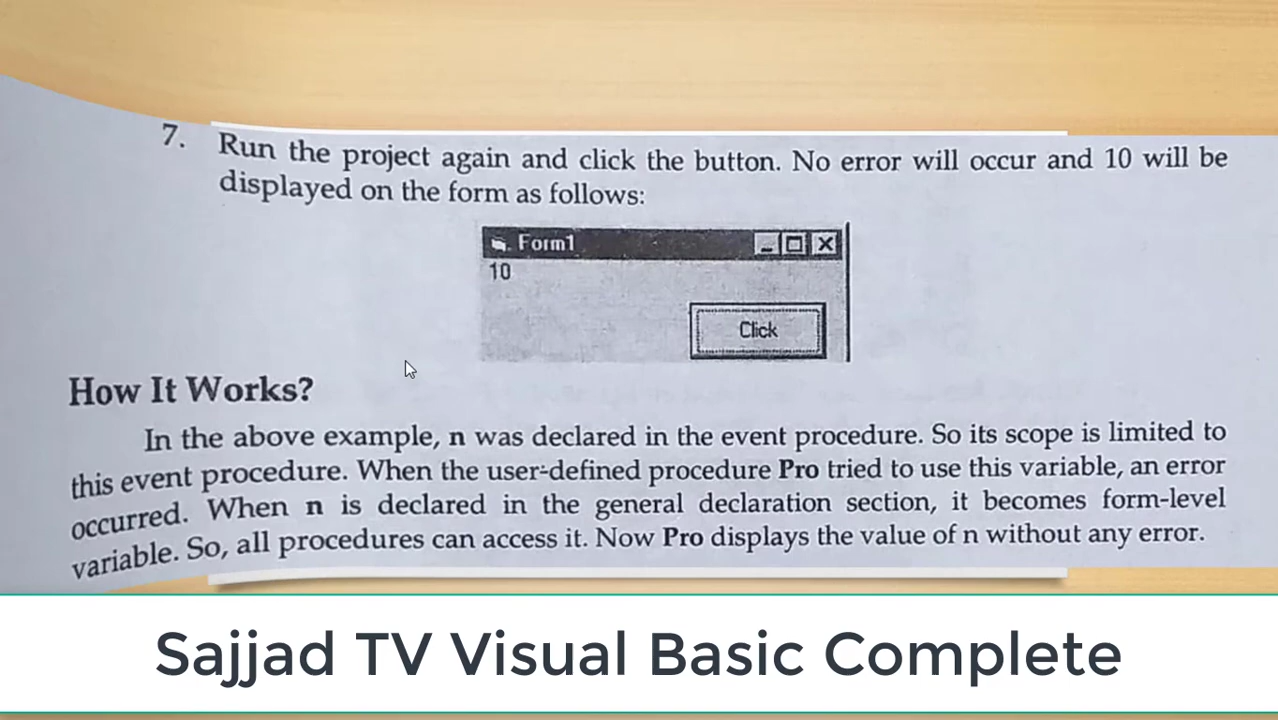 7. Run the project again and click the button. No error will occur and 10 will be
displayed on the form as follows:
Form1
10
Click
How It Works?
In the above example, n was declared in the event procedure. So its scope is limited to
this event procedure. When the user-defined procedure Pro tried to use this variable, an error
occurred. When n is declared in the general declaration section, it becomes form-level
variable. So, all procedures can access it. Now Pro displays the value of n without any error.
Sajjad TV Visual Basic Complete